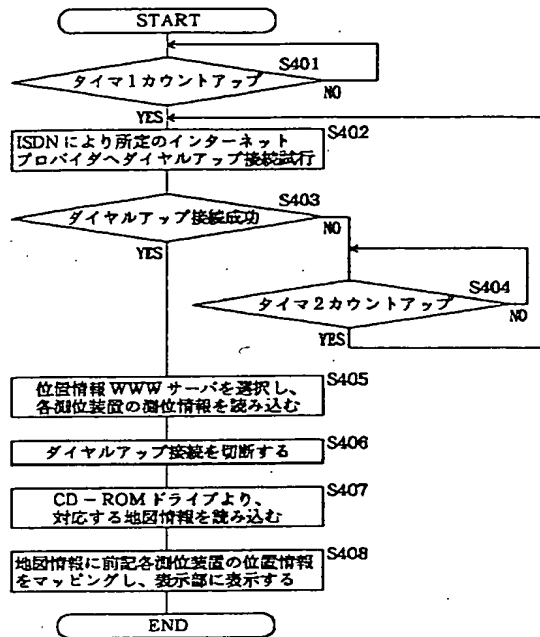 START
S401
タイマ1カウントアップ
NO
YES
S402
ISDNにより所定のインターネット
プロバイダへダイヤルアップ接続試行
S403
ダイヤルアップ接続成功
NO
YES
S404
タイマ2カウントアップ
NO
YES
S405
位置情報WWWサーバを選択し、
各測位装置の測位情報を読み込む
S406
ダイヤルアップ接続を切断する
S407
CD-ROMドライブより、
対応する地図情報を読み込む
S408
地図情報に前記各測位装置の位置情報
をマッピングし、表示部に表示する
END